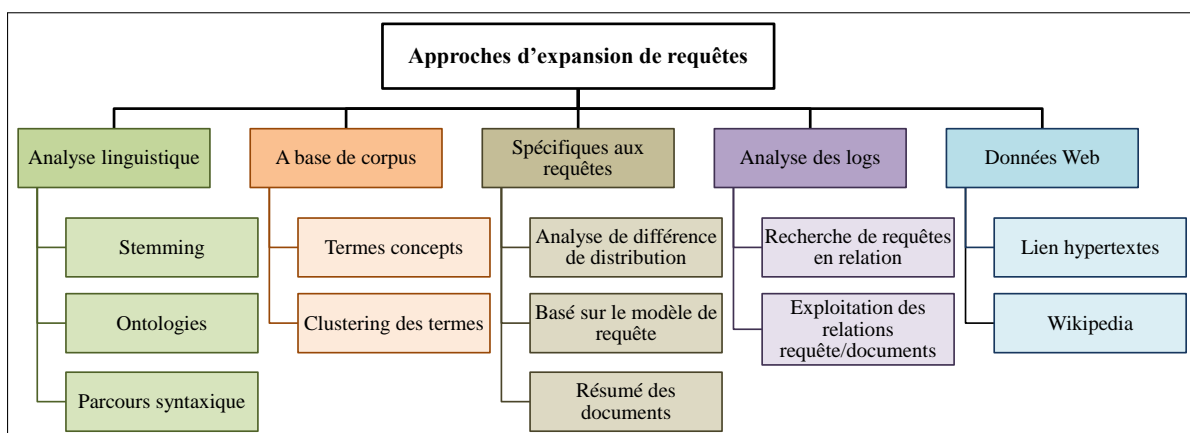 Approches d'expansion de requêtes
Analyse linguistique
Stemming
Ontologies
Parcours syntaxique
A base de corpus
Termes concepts
Clustering des termes
Spécifiques aux
requêtes
Analyse de différence
de distribution
Basé sur le modèle de
requête
Résumé des
documents
Analyse des logs
Recherche de requêtes
en relation
Exploitation des
relations
requête/documents
Données Web
Lien hypertextes
Wikipedia